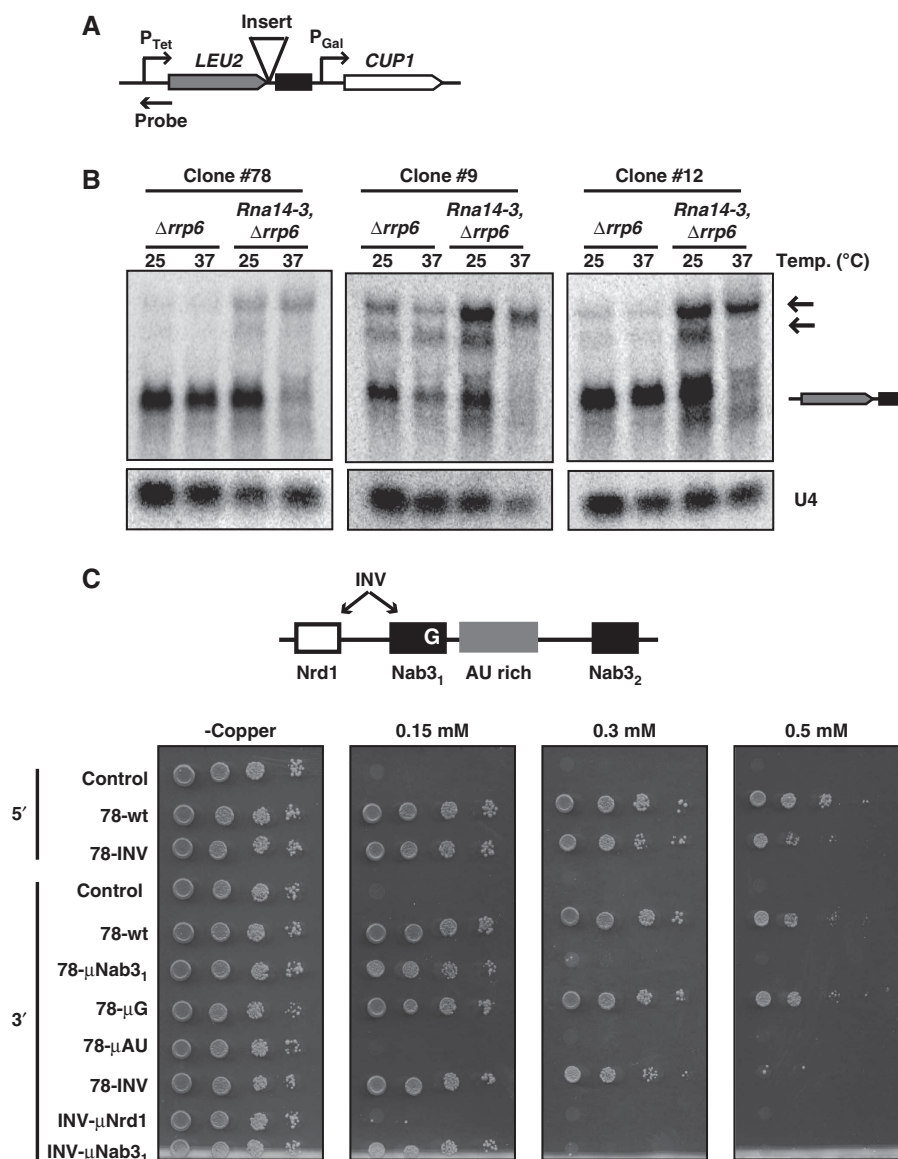 A
Insert
P_Tet
LEU2
P_Gal
CUP1
Probe
B
Clone #78
Clone #9
Clone #12
Δrrp6
Rna14-3, Δrrp6
Δrrp6
Rna14-3, Δrrp6
Δrrp6
Rna14-3, Δrrp6
25 37 25 37
25 37 25 37
25 37 25 37
Temp. (°C)
U4
C
INV
G
Nrd1
Nab3₁
AU rich
Nab3₂
-Copper
0.15 mM
0.3 mM
0.5 mM
5′
Control
78-wt
78-INV
3′
Control
78-wt
78-μNab3₁
78-μG
78-μAU
78-INV
INV-μNrd1
INV-μNab3₁